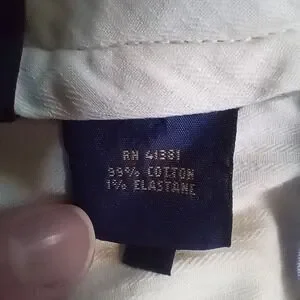 RN 41381
99% COTTON
1% ELASTANE